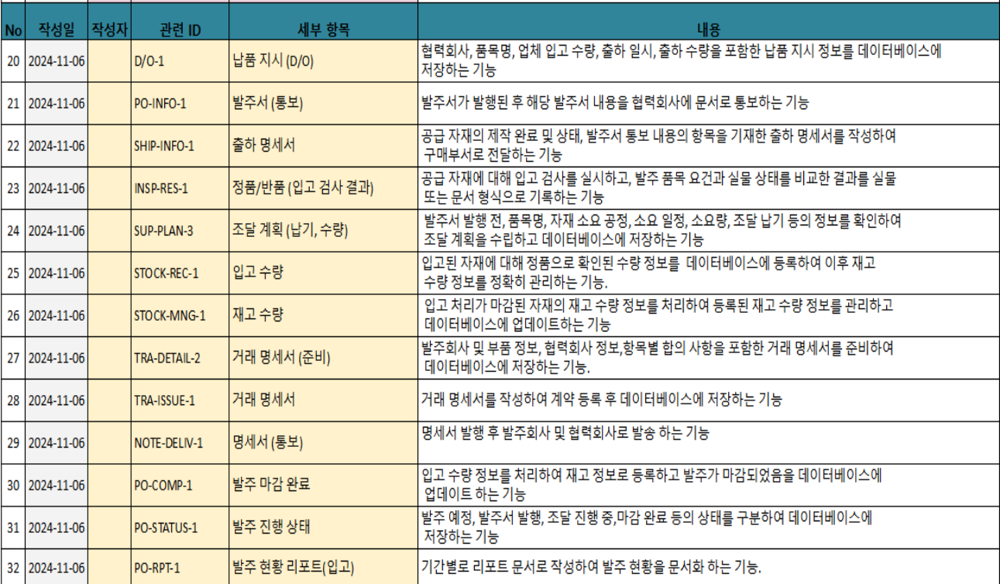 No 작성일 작성자 관련 ID 세부 항목 내용
20 2024-11-06 D/O-1 납품 지시 (D/O) 협력회사, 품목명, 업체 입고 수량, 출하 일시, 출하 수량을 포함한 납품 지시 정보를 데이터베이스에
저장하는 기능
21 2024-11-06 PO-INFO-1 발주서 (통보) 발주서가 발행된 후 해당 발주서 내용을 협력회사에 문서로 통보하는 기능
22 2024-11-06 SHIP-INFO-1 출하 명세서 공급 자재의 제작 완료 및 상태, 발주서 통보 내용의 항목을 기재한 출하 명세서를 작성하여
구매부서로 전달하는 기능
23 2024-11-06 INSP-RES-1 정품/반품 (입고 검사 결과) 공급 자재에 대해 입고 검사를 실시하고, 발주 품목 요건과 실물 상태를 비교한 결과를 실물
또는 문서 형식으로 기록하는 기능
24 2024-11-06 SUP-PLAN-3 조달 계획 (납기, 수량) 발주서 발행 전, 품목명, 자재 소요 공정, 소요 일정, 소요량, 조달 납기 등의 정보를 확인하여
조달 계획을 수립하고 데이터베이스에 저장하는 기능
25 2024-11-06 STOCK-REC-1 입고 수량 입고된 자재에 대해 정품으로 확인된 수량 정보를 데이터베이스에 등록하여 이후 재고
수량 정보를 정확히 관리하는 기능.
26 2024-11-06 STOCK-MNG-1 재고 수량 입고 처리가 마감된 자재의 재고 수량 정보를 처리하여 등록된 재고 수량 정보를 관리하고
데이터베이스에 업데이트하는 기능
27 2024-11-06 TRA-DETAIL-2 거래 명세서 (준비) 발주회사 및 부품 정보, 협력회사 정보,항목별 합의 사항을 포함한 거래 명세서를 준비하여
데이터베이스에 저장하는 기능.
28 2024-11-06 TRA-ISSUE-1 거래 명세서 거래 명세서를 작성하여 계약 등록 후 데이터베이스에 저장하는 기능
29 2024-11-06 NOTE-DELIV-1 명세서 (통보) 명세서 발행 후 발주회사 및 협력회사로 발송 하는 기능
30 2024-11-06 PO-COMP-1 발주 마감 완료 입고 수량 정보를 처리하여 재고 정보로 등록하고 발주가 마감되었음을 데이터베이스에
업데이트 하는 기능
31 2024-11-06 PO-STATUS-1 발주 진행 상태 발주 예정, 발주서 발행, 조달 진행 중,마감 완료 등의 상태를 구분하여 데이터베이스에
저장하는 기능
32 2024-11-06 PO-RPT-1 발주 현황 리포트(입고) 기간별로 리포트 문서로 작성하여 발주 현황을 문서화 하는 기능.